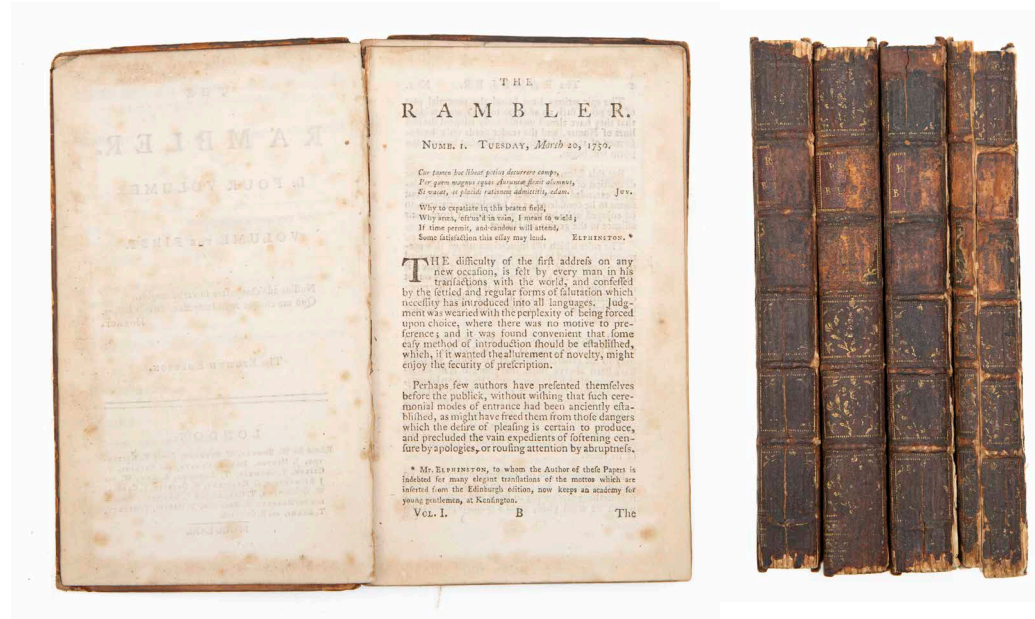 THE
RAMBLER.
In FOUR VOLUMES.
VOLUME the FIRST.
LONDON
THE
RAMBLER.
NUMB. 1. TUESDAY, March 20, 1750.
Cur tamen hoc libeat potius decurrere campo,
Per quem magnus equos Auruncæ flexit alumnus,
Si vacat, et placidi rationem admittitis, edam. JUV.
Why to expatiate in this beaten field,
Why arms, oft us'd in vain, I mean to wield;
If time permit, and candour will attend,
Some ſatisfaction this eſſay may lend. ELPHINSTON. *
THE difficulty of the firſt addreſs on any
new occaſion, is felt by every man in his
tranſactions with the world, and confeſſed
by the ſettled and regular forms of ſalutation which
neceſſity has introduced into all languages. Judg-
ment was wearied with the perplexity of being forced
upon choice, where there was no motive to pre-
ference; and it was found convenient that ſome
eaſy method of introduction ſhould be eſtabliſhed,
which, if it wanted the allurement of novelty, might
enjoy the ſecurity of preſcription.
Perhaps few authors have preſented themſelves
before the publick, without wiſhing that ſuch cere-
monial modes of entrance had been anciently eſta-
bliſhed, as might have freed them from thoſe dangers
which the deſire of pleaſing is certain to produce,
and precluded the vain expedients of ſoftening cen-
ſure by apologies, or rouſing attention by abruptneſs.
* Mr. ELPHINSTON, to whom the Author of theſe Papers is
indebted for many elegant tranſlations of the mottos which are
inſerted from the Edinburgh edition, now keeps an academy for
young gentlemen, at Kenſington.
VOL. I. B The